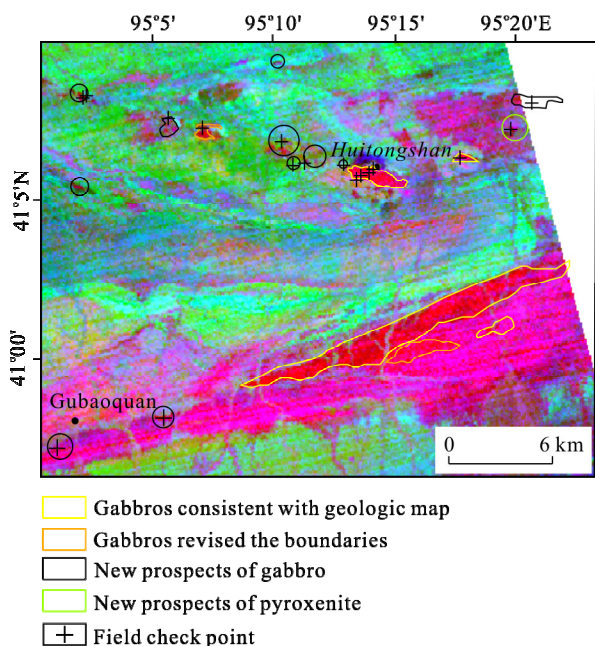 95°5' 95°10' 95°15' 95°20'E
41°5'N
41°00'
Huitongshan
Gubaoquan
0 6 km
Gabbros consistent with geologic map
Gabbros revised the boundaries
New prospects of gabbro
New prospects of pyroxenite
Field check point